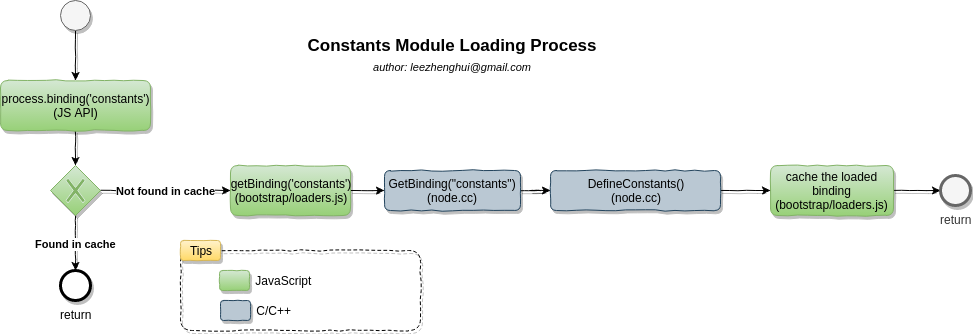 Constants Module Loading Process
author: leezhenghui@gmail.com
process.binding('constants')
(JS API)
Not found in cache
getBinding('constants')
(bootstrap/loaders.js)
GetBinding("constants")
(node.cc)
DefineConstants()
(node.cc)
cache the loaded
binding
(bootstrap/loaders.js)
return
Found in cache
return
Tips
JavaScript
C/C++